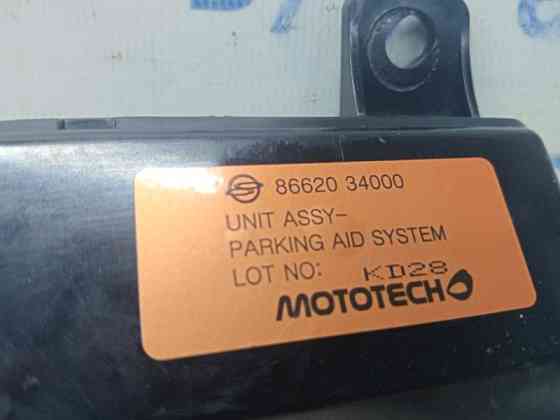 86620 34000
UNIT ASSY-
PARKING AID SYSTEM
LOT NO: KD28
MOTOTECH